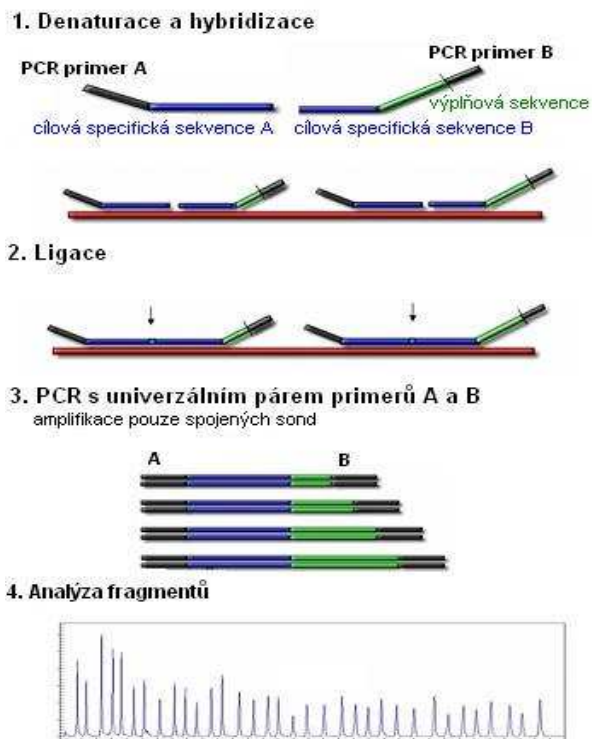 1. Denaturace a hybridizace
PCR primer A
PCR primer B
výplňová sekvence
cílová specifická sekvence A
cílová specifická sekvence B
2. Ligace
3. PCR s univerzálním párem primerů A a B
amplifikace pouze spojených sond
A
B
4. Analýza fragmentů